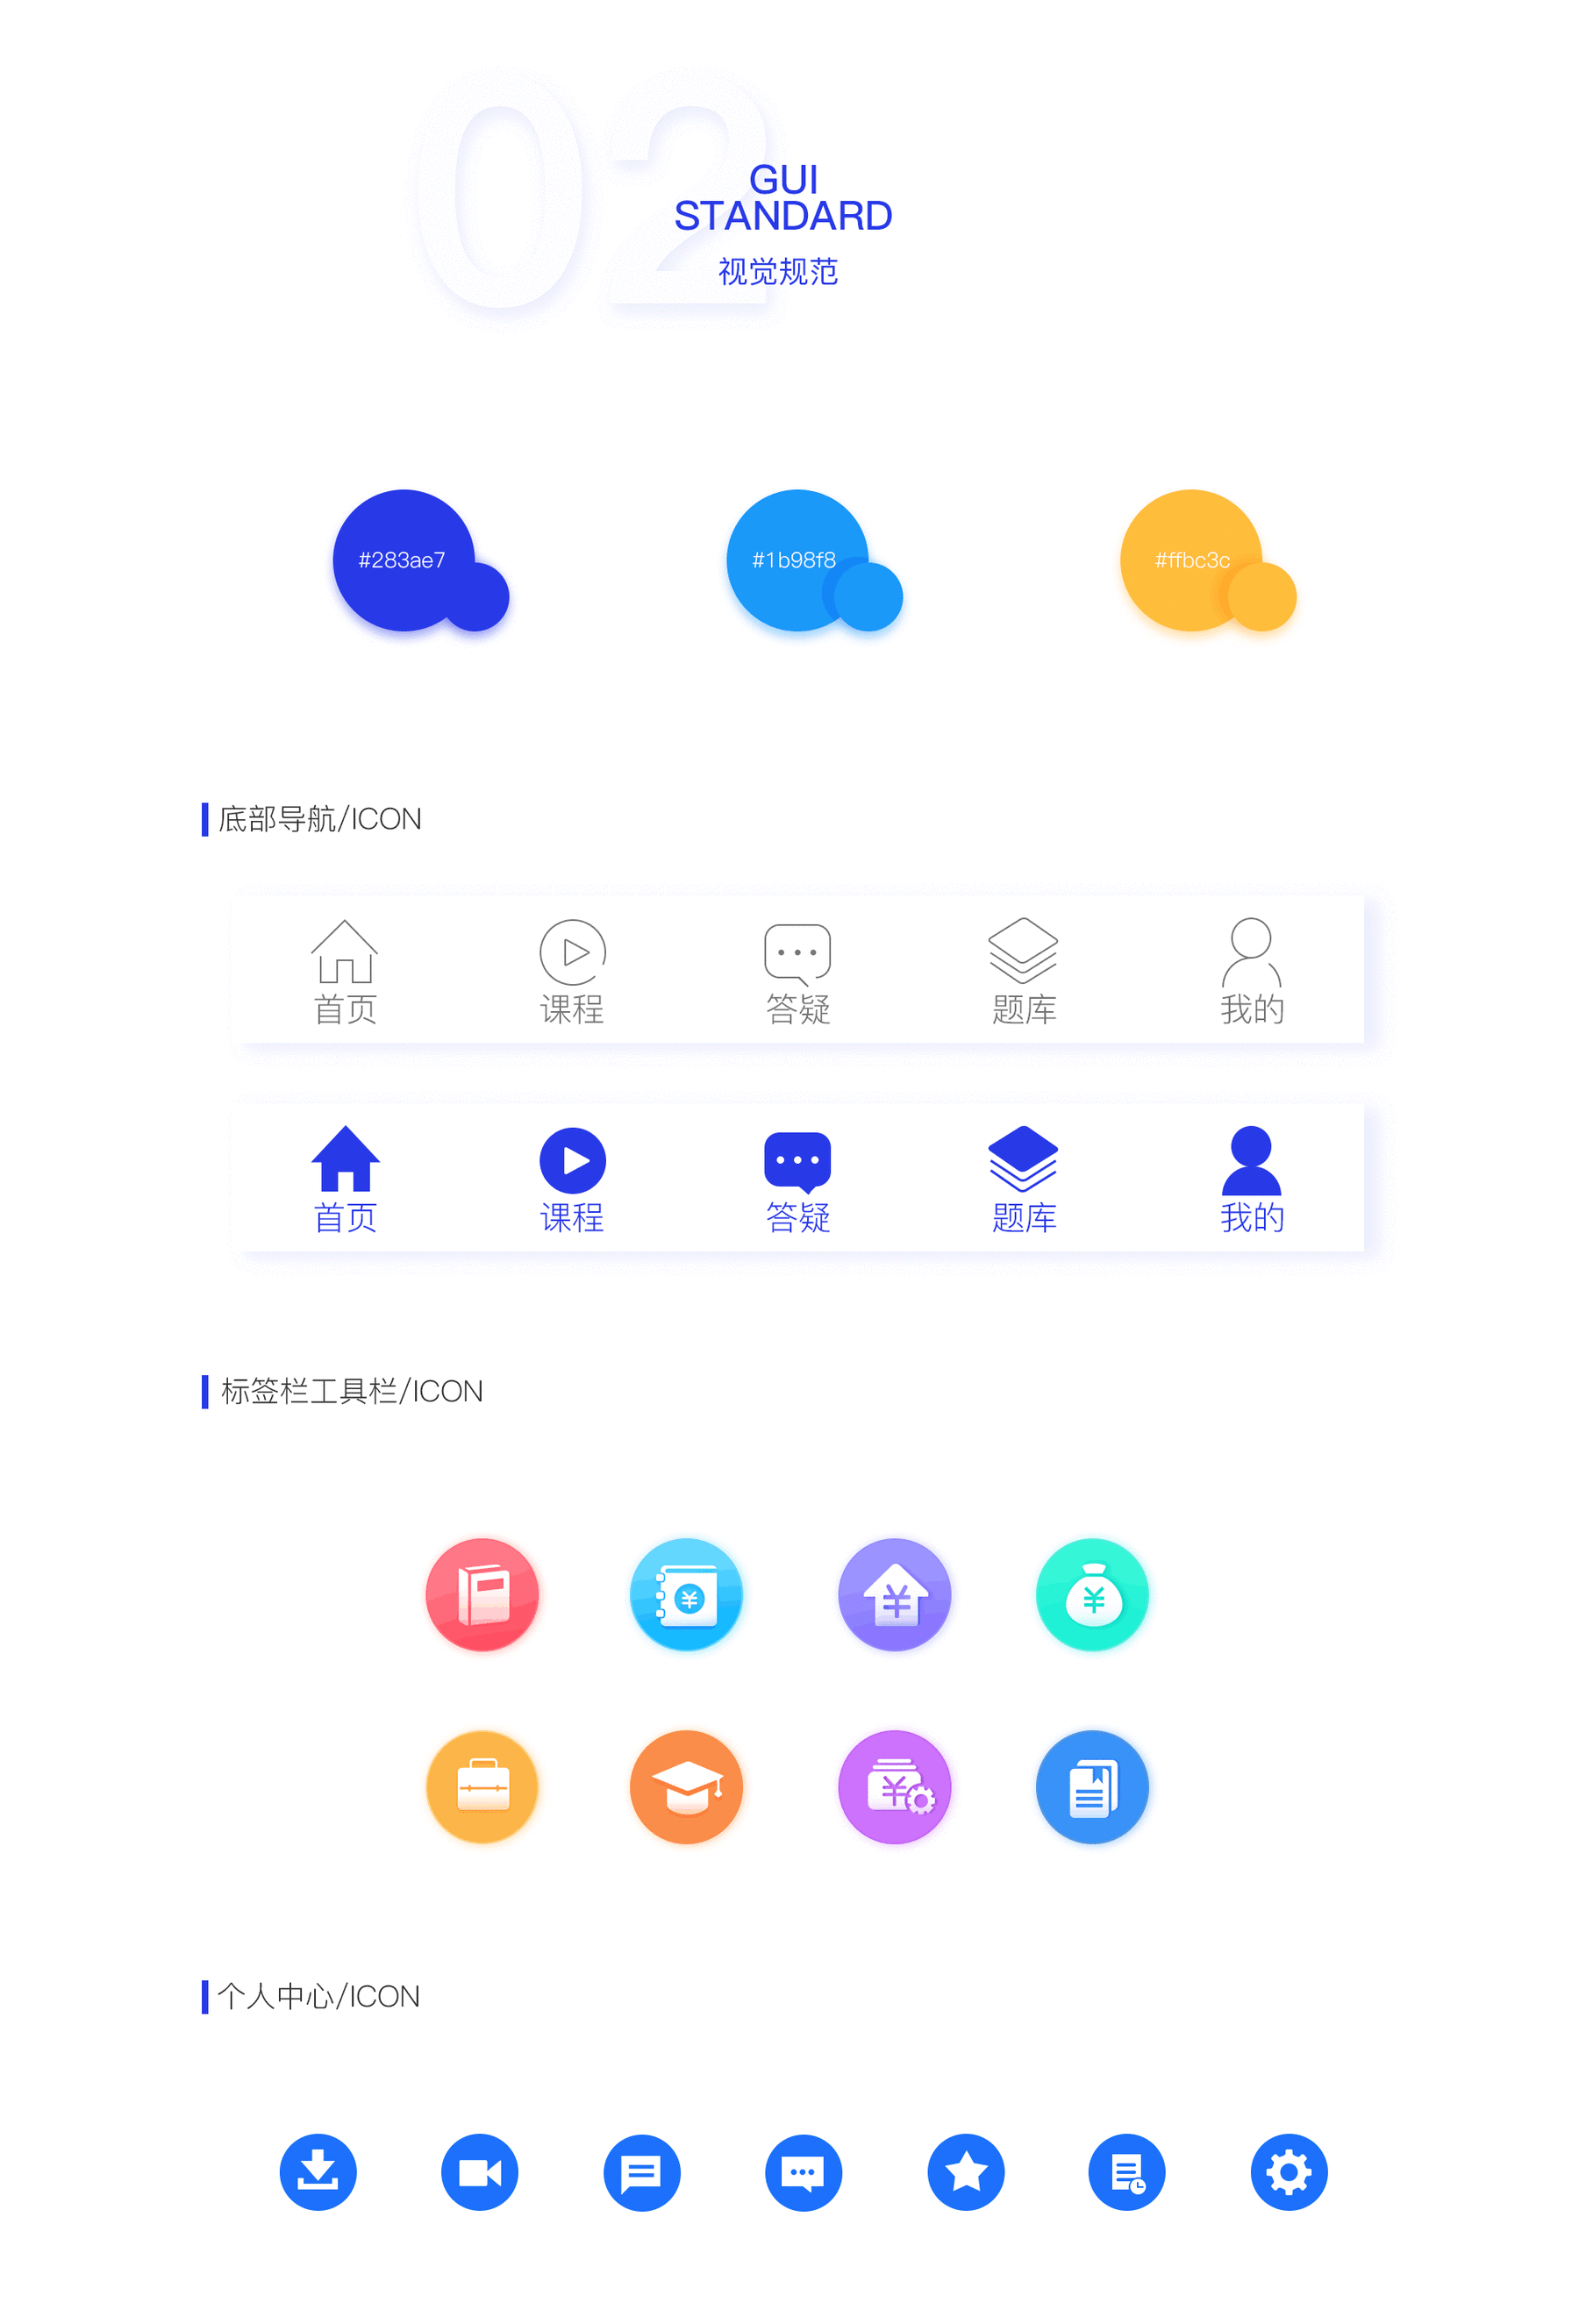 02
GUI
STANDARD
视觉规范
#283ae7
#1b98f8
#ffbc3c
底部导航/ICON
首页
课程
答疑
题库
我的
首页
课程
答疑
题库
我的
标签栏工具栏/ICON
¥
¥
¥
¥
个人中心/ICON